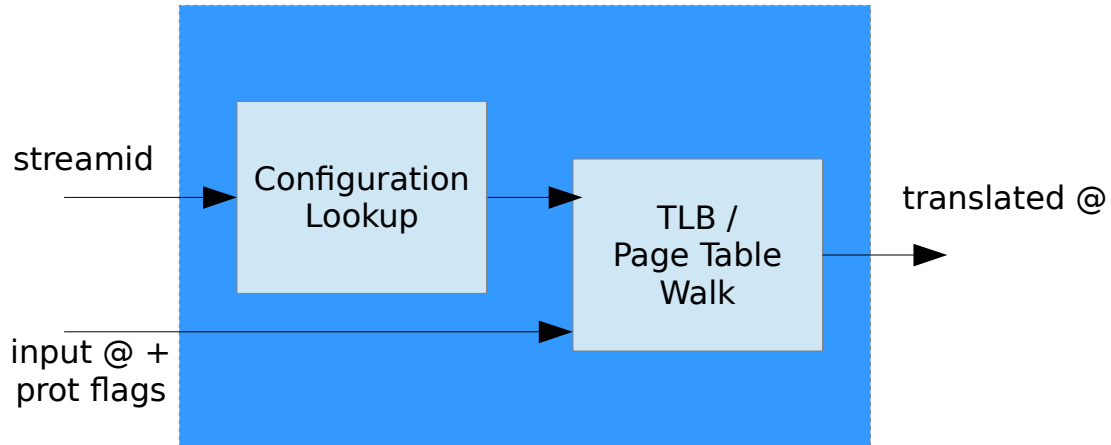 streamid
Configuration
Lookup
TLB /
Page Table
Walk
translated @
input @ +
prot flags